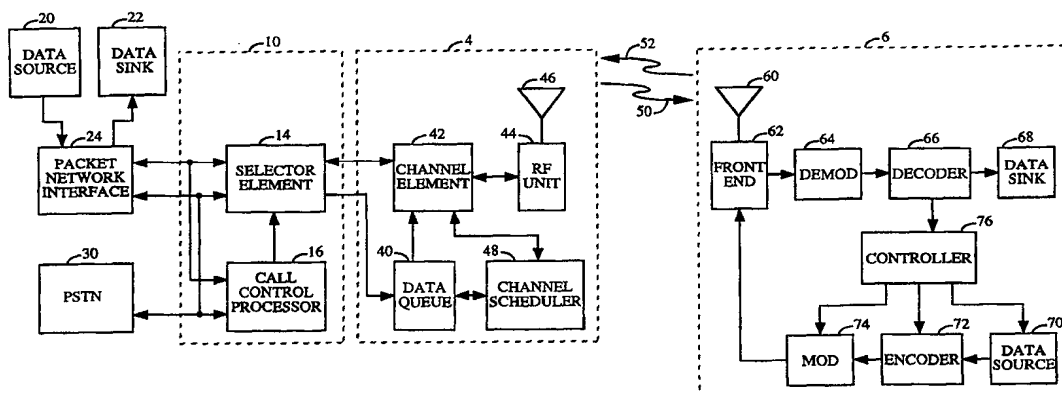 20
DATA
SOURCE
22
DATA
SINK
24
PACKET
NETWORK
INTERFACE
30
PSTN
10
14
SELECTOR
ELEMENT
16
CALL
CONTROL
PROCESSOR
4
42
CHANNEL
ELEMENT
46
44
RF
UNIT
40
DATA
QUEUE
48
CHANNEL
SCHEDULER
52
50
6
60
62
FRONT
END
64
DEMOD
66
DECODER
68
DATA
SINK
76
CONTROLLER
74
MOD
72
ENCODER
70
DATA
SOURCE